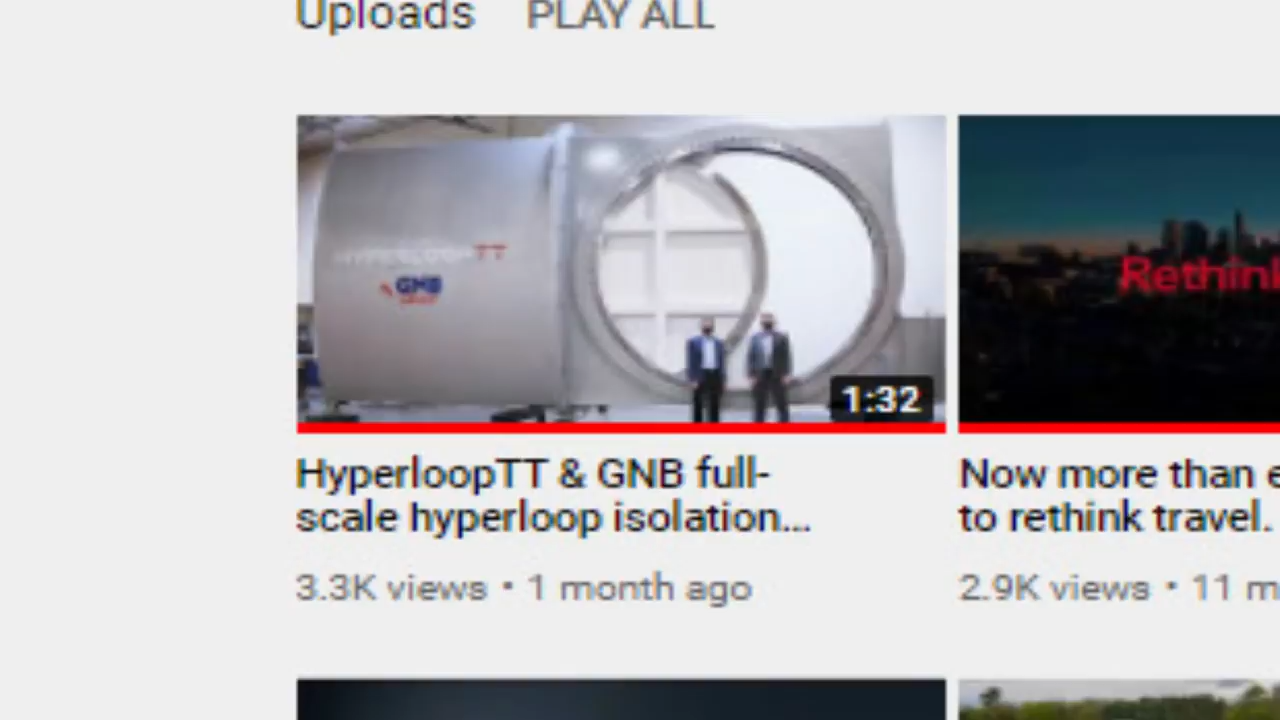 Uploads PLAY ALL
HYPERLOOPTT
GNB
Rethin
1:32
HyperloopTT & GNB full-
scale hyperloop isolation...
3.3K views • 1 month ago
Now more than e
to rethink travel.
2.9K views • 11 m